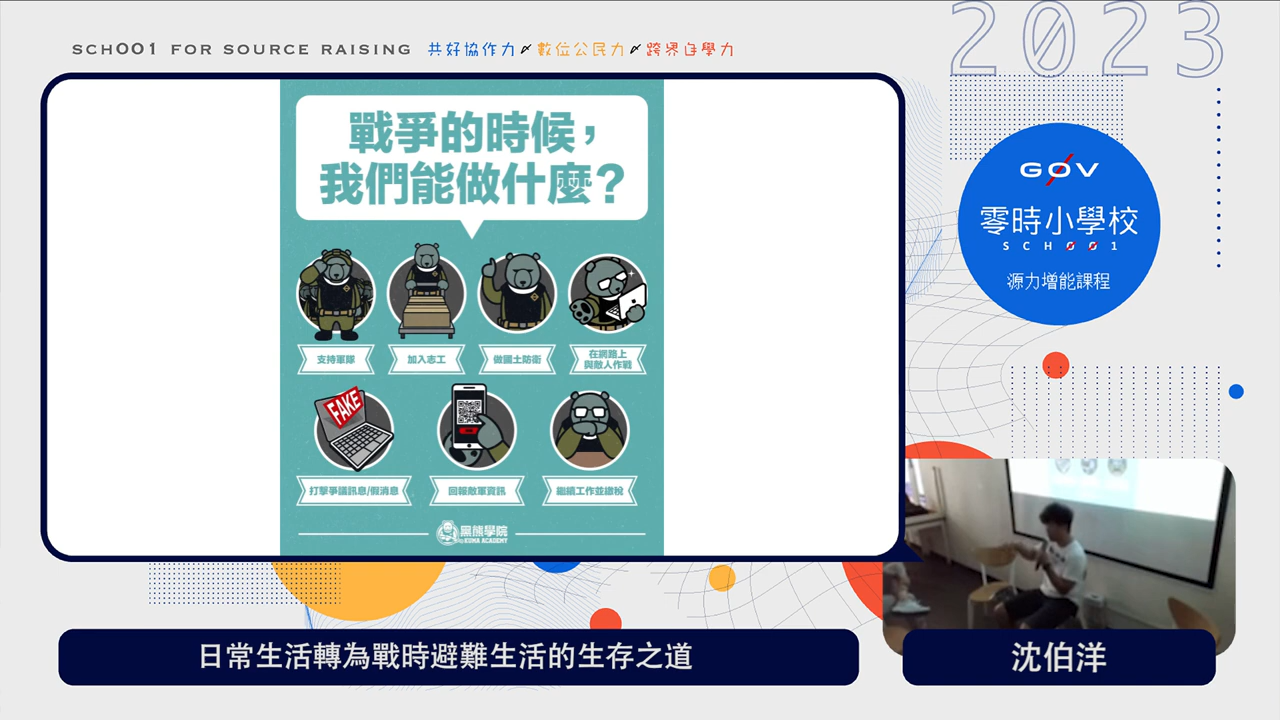 SCHOO1 FOR SOURCE RAISING 共好協作力 數位公民力 跨界自學力
2023
戰爭的時候，
我們能做什麼？
支持軍隊
加入志工
做國土防衛
在網路上
與敵人作戰
FAKE
打擊爭議訊息/假消息
回報敵軍資訊
繼續工作並繳稅
黑熊學院
KUMA ACADEMY
GØV
零時小學校
SCHØØ1
源力增能課程
日常生活轉為戰時避難生活的生存之道
沈伯洋